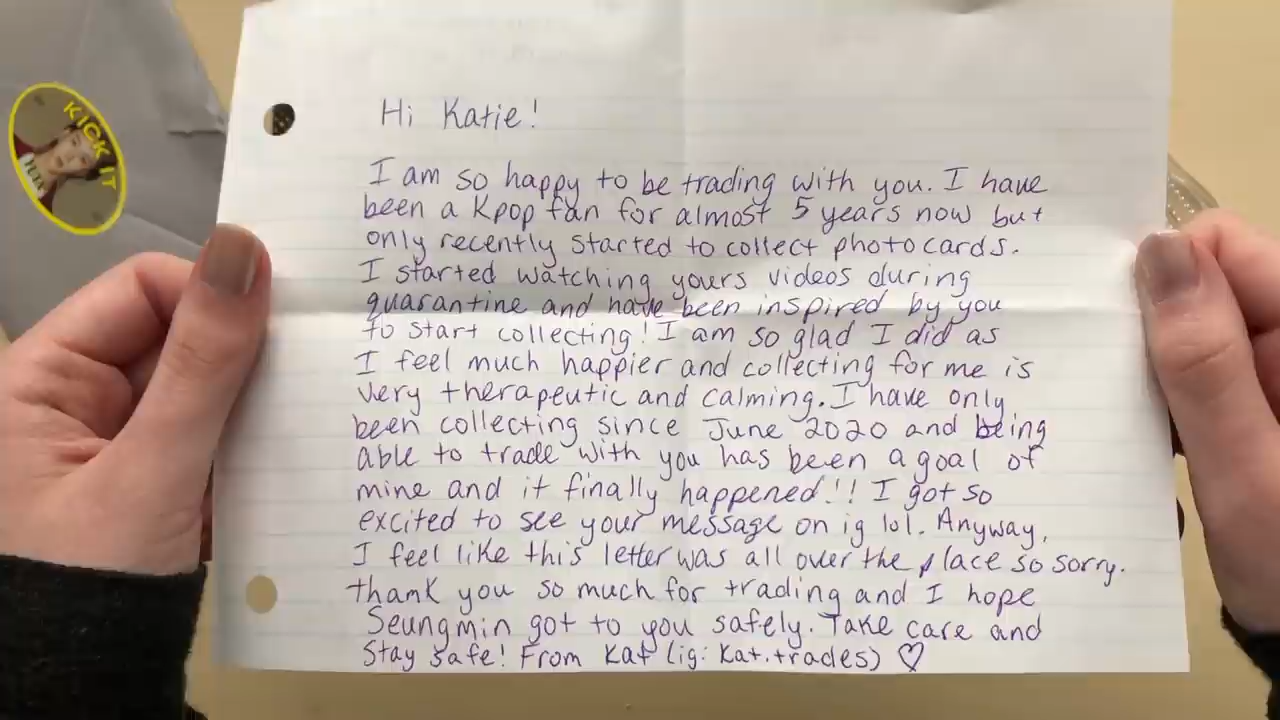 KICK IT
Hi Katie!
I am so happy to be trading with you. I have
been a Kpop fan for almost 5 years now but
only recently started to collect photocards.
I started watching yours videos during
quarantine and have been inspired by you
to start collecting! I am so glad I did as
I feel much happier and collecting for me is
very therapeutic and calming. I have only
been collecting since June 2020 and being
able to trade with you has been a goal of
mine and it finally happened!!! I got so
excited to see your message on ig lol. Anyway,
I feel like this letter was all over the place so sorry.
thank you so much for trading and I hope
Seungmin got to you safely. Take care and
Stay safe! From Kat (ig: Kat.trades) ♡